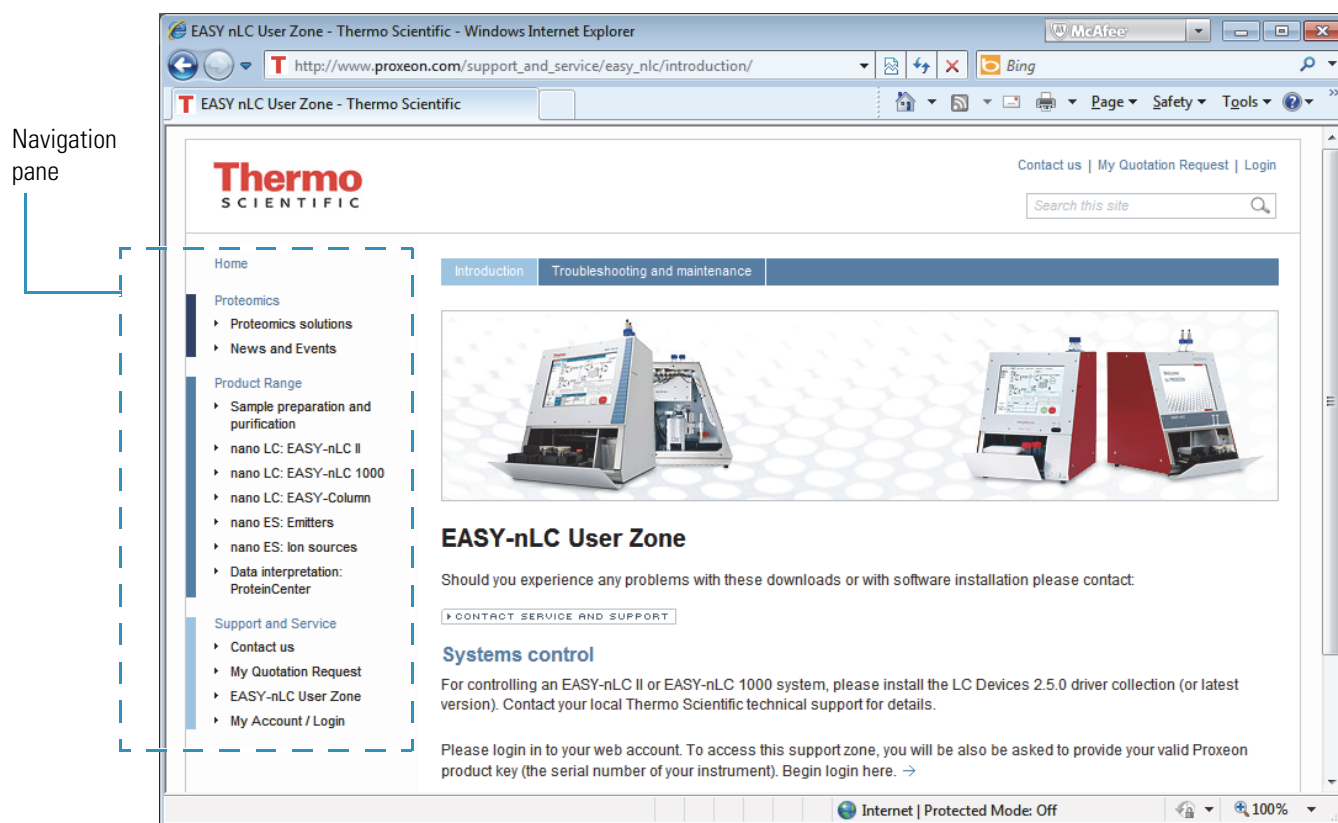 EASY nLC User Zone - Thermo Scientific - Windows Internet Explorer
McAfee
http://www.proxeon.com/support_and_service/easy_nlc/introduction/
Bing
EASY nLC User Zone - Thermo Scientific
Page
Safety
Tools
Navigation
pane
Thermo
SCIENTIFIC
Contact us | My Quotation Request | Login
Search this site
Home
Proteomics
Proteomics solutions
News and Events
Product Range
Sample preparation and
purification
nano LC: EASY-nLC II
nano LC: EASY-nLC 1000
nano LC: EASY-Column
nano ES: Emitters
nano ES: Ion sources
Data interpretation:
ProteinCenter
Support and Service
Contact us
My Quotation Request
EASY-nLC User Zone
My Account / Login
Introduction
Troubleshooting and maintenance
EASY-nLC User Zone
Should you experience any problems with these downloads or with software installation please contact:
CONTACT SERVICE AND SUPPORT
Systems control
For controlling an EASY-nLC II or EASY-nLC 1000 system, please install the LC Devices 2.5.0 driver collection (or latest
version). Contact your local Thermo Scientific technical support for details.
Please login in to your web account. To access this support zone, you will be also be asked to provide your valid Proxeon
product key (the serial number of your instrument). Begin login here. →
Internet | Protected Mode: Off
100%